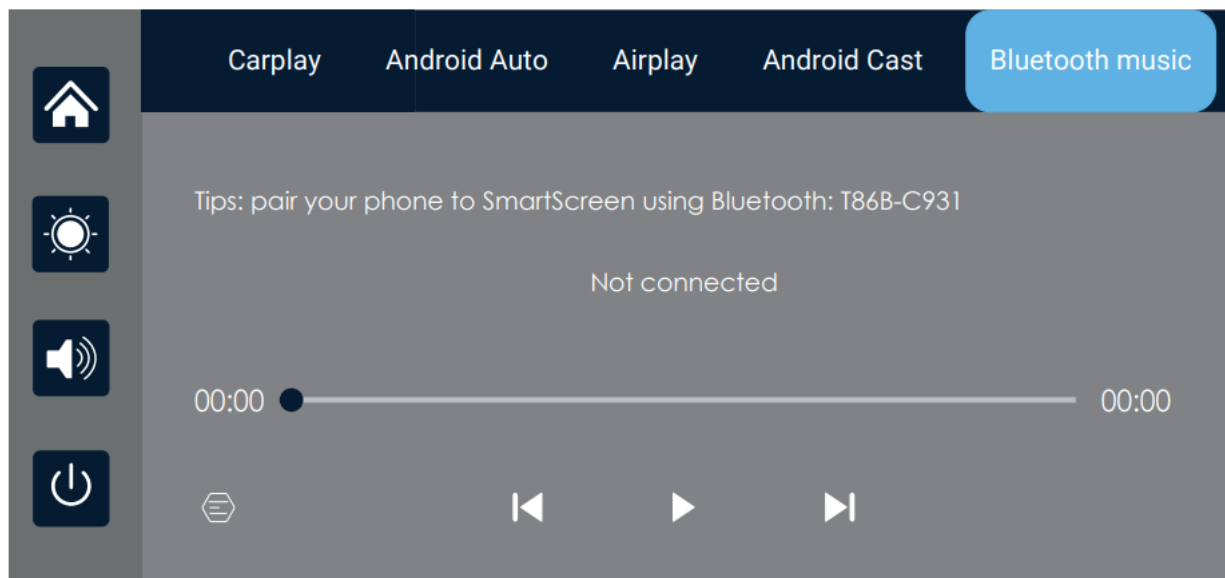 Carplay Android Auto Airplay Android Cast Bluetooth music
Tips: pair your phone to SmartScreen using Bluetooth: T86B-C931
Not connected
00:00 00:00